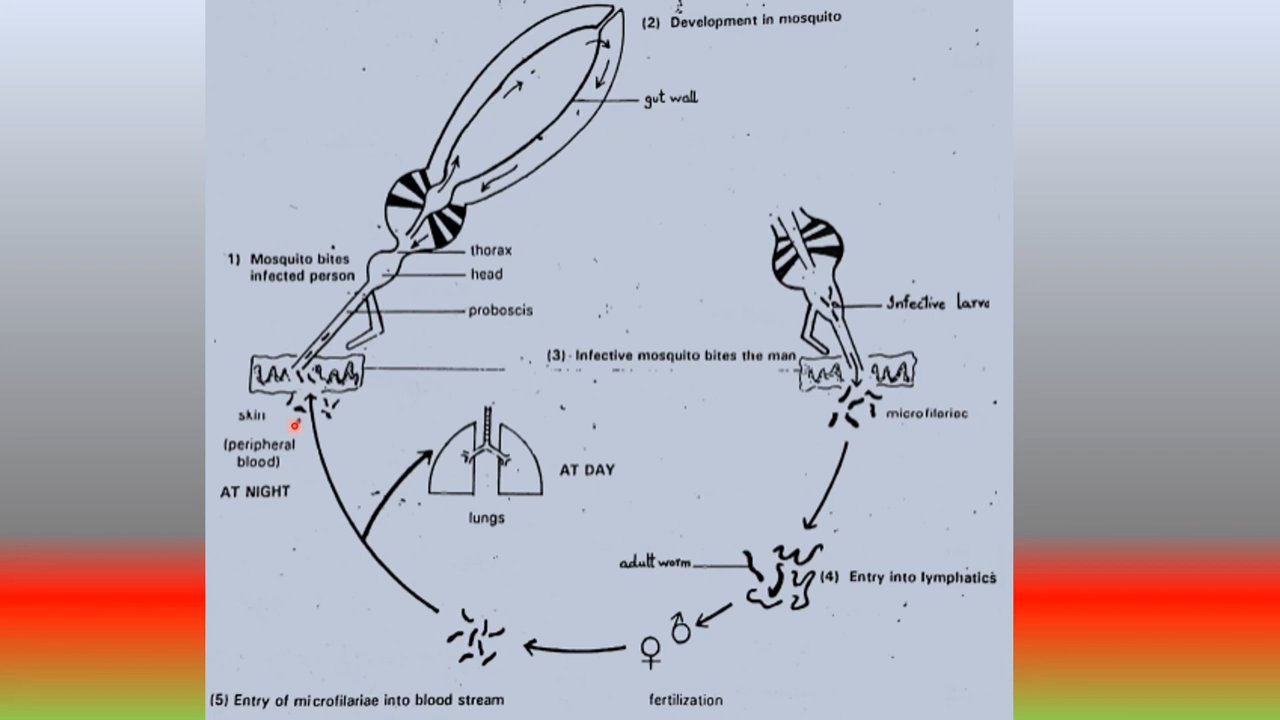 (2) Development in mosquito
gut wall
1) Mosquito bites
infected person
thorax
head
proboscis
Infective larve
(3) Infective mosquito bites the man
microfilariec
skin
(peripheral
blood)
AT NIGHT
AT DAY
lungs
adult worm
(4) Entry into lymphatics
(5) Entry of microfilariae into blood stream
fertilization